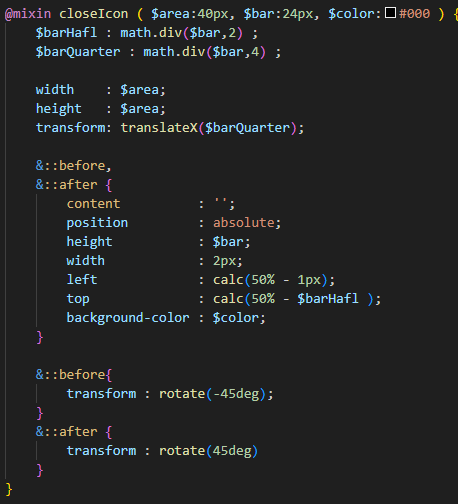 @mixin closeIcon ( $area:40px, $bar:24px, $color:#000 ) {
    $barHafl : math.div($bar,2) ;
    $barQuarter : math.div($bar,4) ;

    width    : $area;
    height   : $area;
    transform: translateX($barQuarter);

    &::before,
    &::after {
        content          : '';
        position         : absolute;
        height           : $bar;
        width            : 2px;
        left             : calc(50% - 1px);
        top              : calc(50% - $barHafl );
        background-color : $color;
    }

    &::before{
        transform : rotate(-45deg);
    }
    &::after {
        transform : rotate(45deg)
    }
}